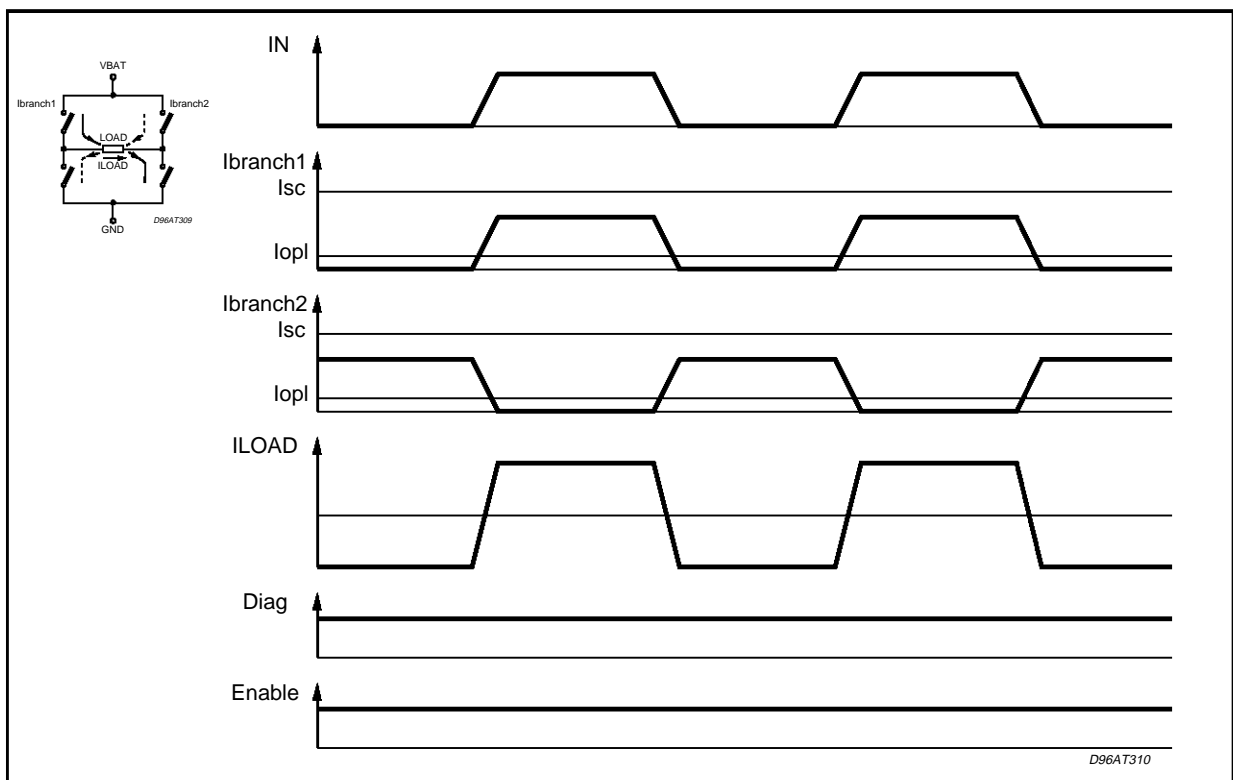 VBAT
Ibranch1
Ibranch2
LOAD
ILOAD
D96AT309
GND
IN
Ibranch1
Isc
Iopl
Ibranch2
Isc
Iopl
ILOAD
Diag
Enable
D96AT310